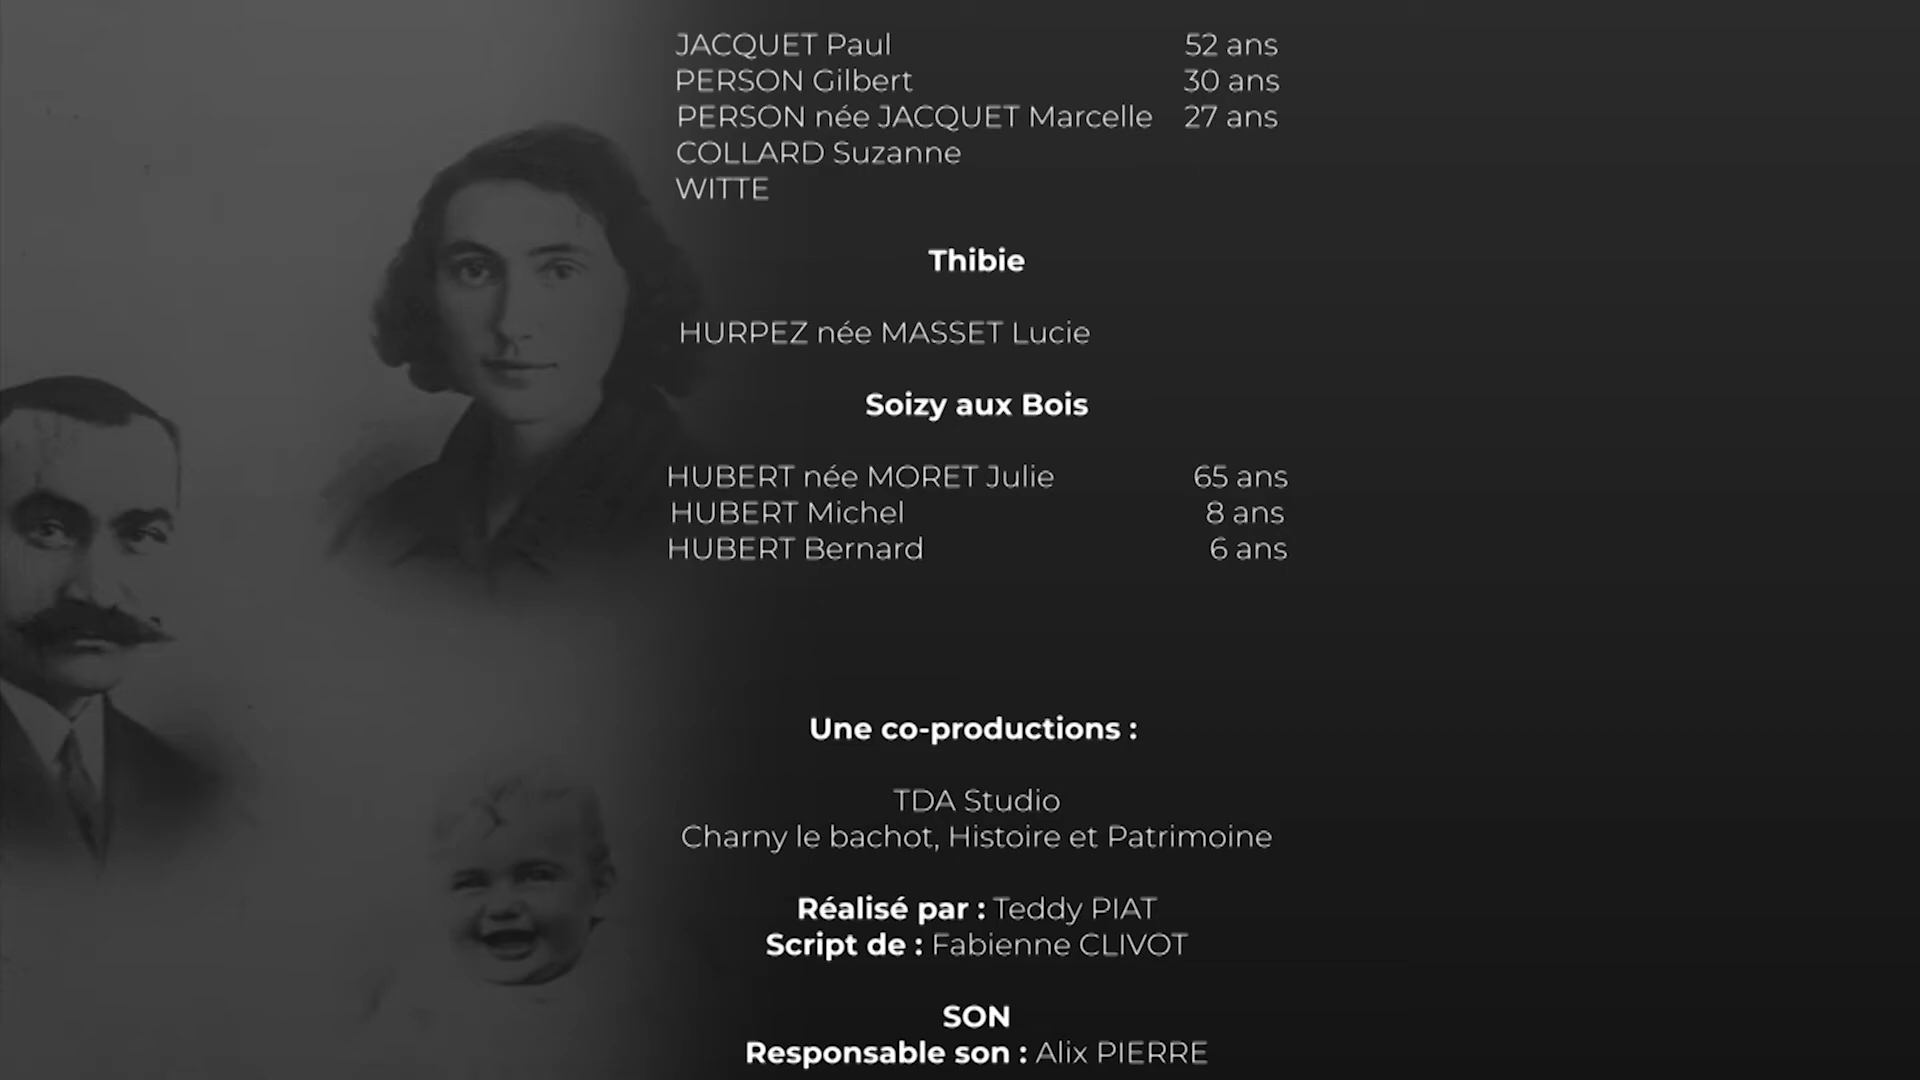 JACQUET Paul 52 ans
PERSON Gilbert 30 ans
PERSON née JACQUET Marcelle 27 ans
COLLARD Suzanne
WITTE
Thibie
HURPEZ née MASSET Lucie
Soizy aux Bois
HUBERT née MORET Julie 65 ans
HUBERT Michel 8 ans
HUBERT Bernard 6 ans
Une co-productions :
TDA Studio
Charny le bachot, Histoire et Patrimoine
Réalisé par : Teddy PIAT
Script de : Fabienne CLIVOT
SON
Responsable son : Alix PIERRE